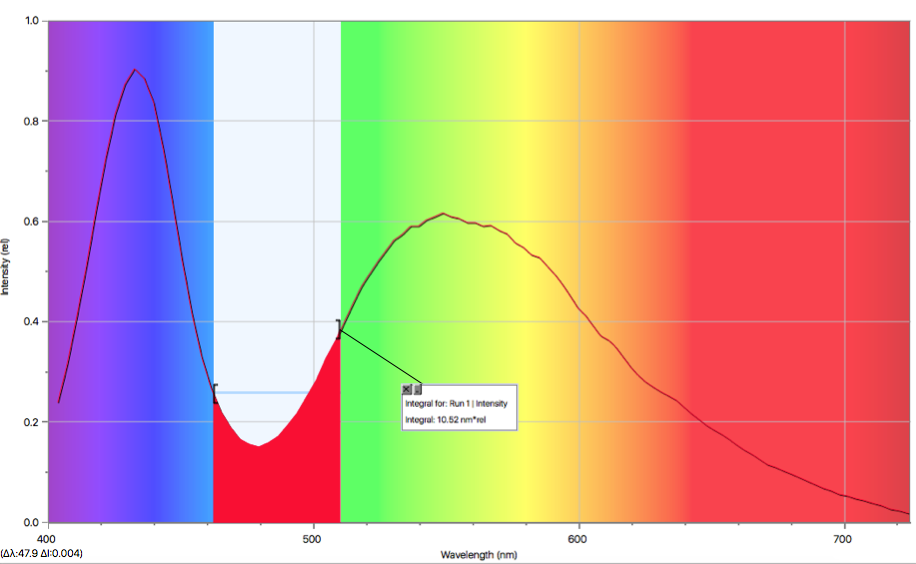 1.0
0.8
0.6
0.4
0.2
0.0
Intensity (rel)
Integral for: Run 1 | Intensity
Integral: 10.52 nm*rel
400
500
600
700
(Δλ:47.9 ΔI:0.004)
Wavelength (nm)